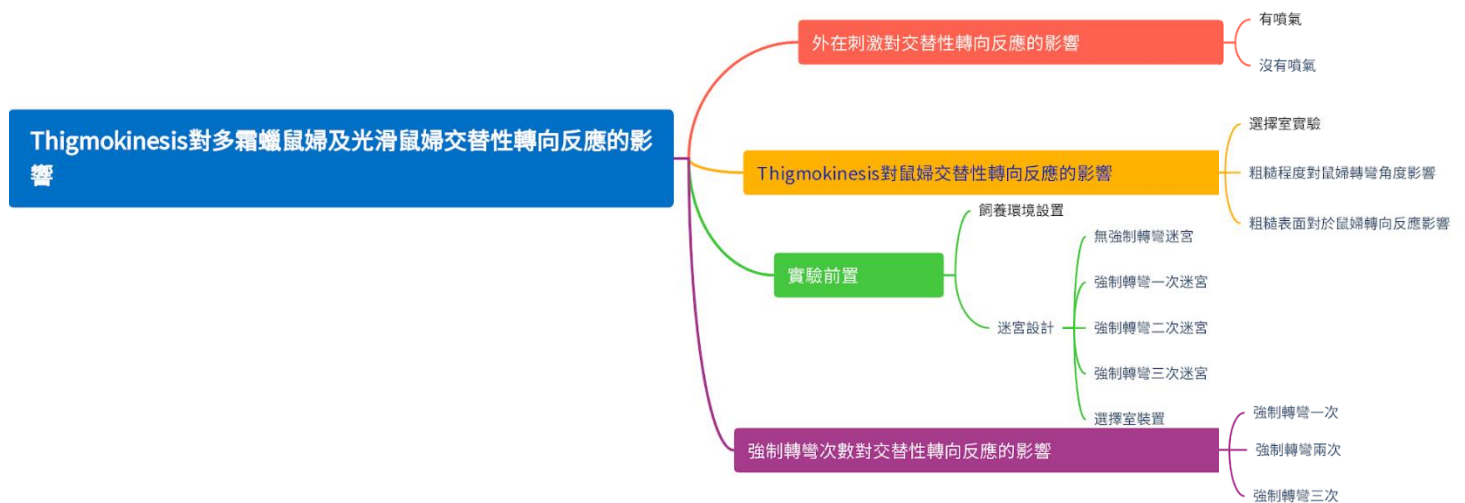 Thigmokinesis對多霜蠟鼠婦及光滑鼠婦交替性轉向反應的影
響
外在刺激對交替性轉向反應的影響
有噴氣
沒有噴氣
Thigmokinesis對鼠婦交替性轉向反應的影響
選擇室實驗
粗糙程度對鼠婦轉彎角度影響
粗糙表面對於鼠婦轉向反應影響
實驗前置
飼養環境設置
迷宮設計
無強制轉彎迷宮
強制轉彎一次迷宮
強制轉彎二次迷宮
強制轉彎三次迷宮
選擇室裝置
強制轉彎次數對交替性轉向反應的影響
強制轉彎一次
強制轉彎兩次
強制轉彎三次